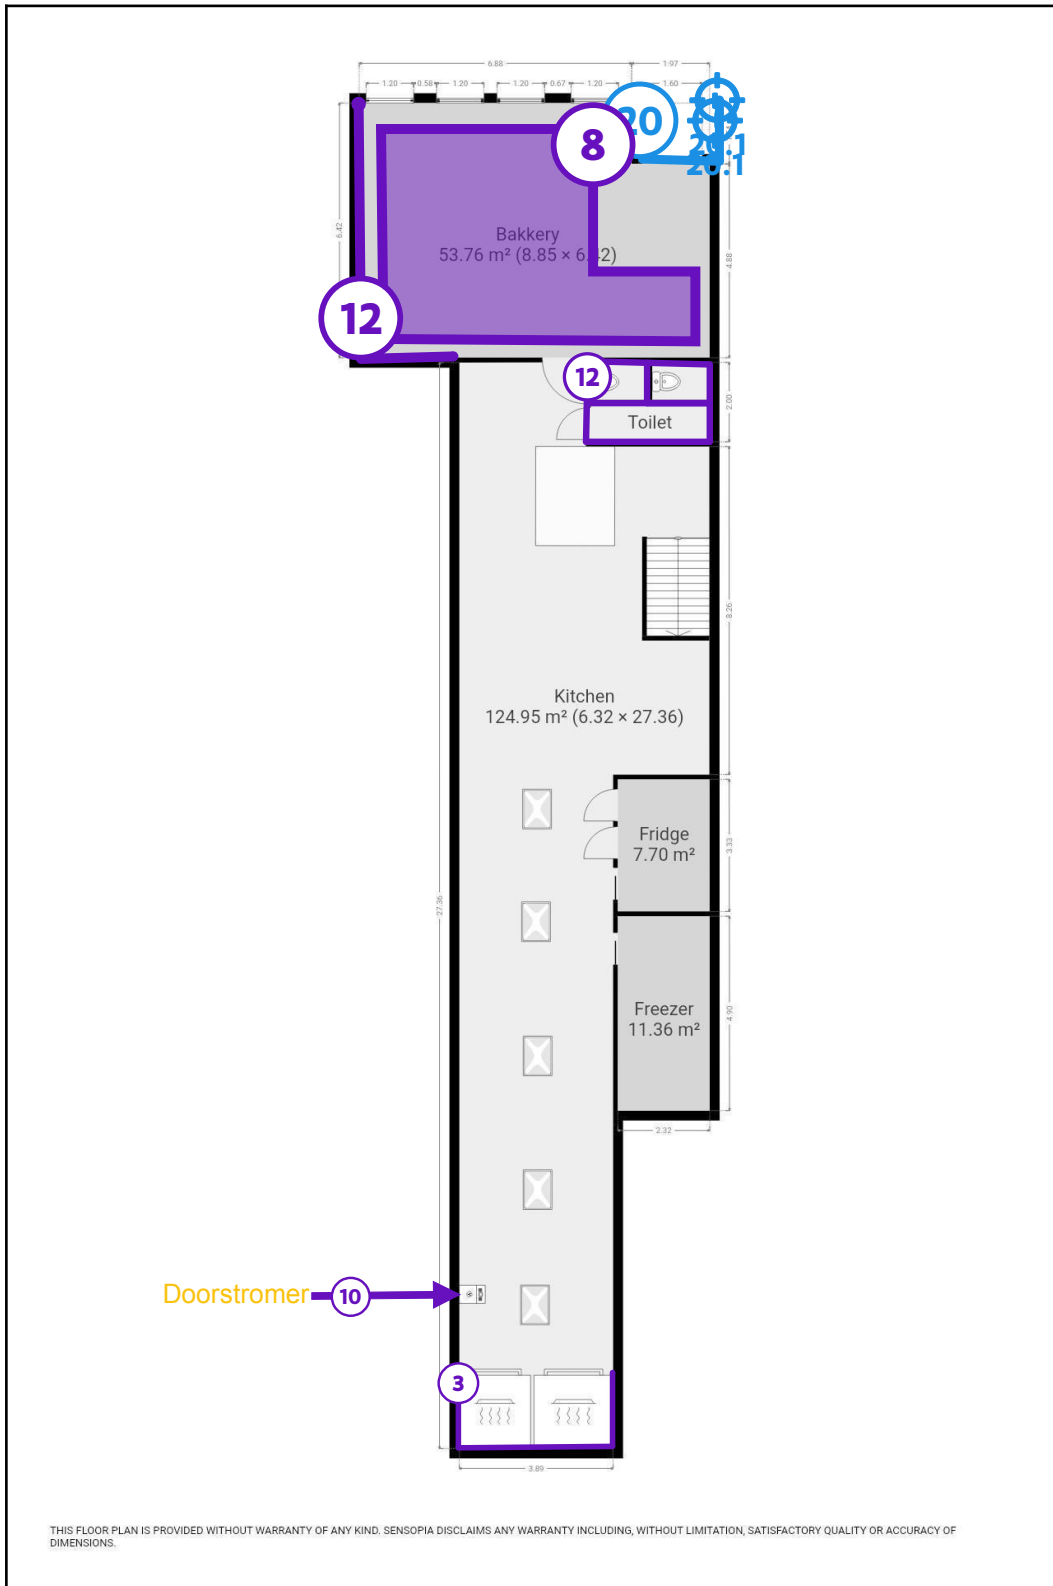 6.88
1.97
1.20
0.58
1.20
1.20
0.67
1.20
1.60
20
8
20.1
6.42
Bakkery
53.76 m² (8.85 × 6.42)
4.88
12
12
2.00
Toilet
8.26
Kitchen
124.95 m² (6.32 × 27.36)
Fridge
7.70 m²
3.33
27.36
Freezer
11.36 m²
4.90
2.32
Doorstromer
10
3
3.89
THIS FLOOR PLAN IS PROVIDED WITHOUT WARRANTY OF ANY KIND. SENSOPIA DISCLAIMS ANY WARRANTY INCLUDING, WITHOUT LIMITATION, SATISFACTORY QUALITY OR ACCURACY OF
DIMENSIONS.